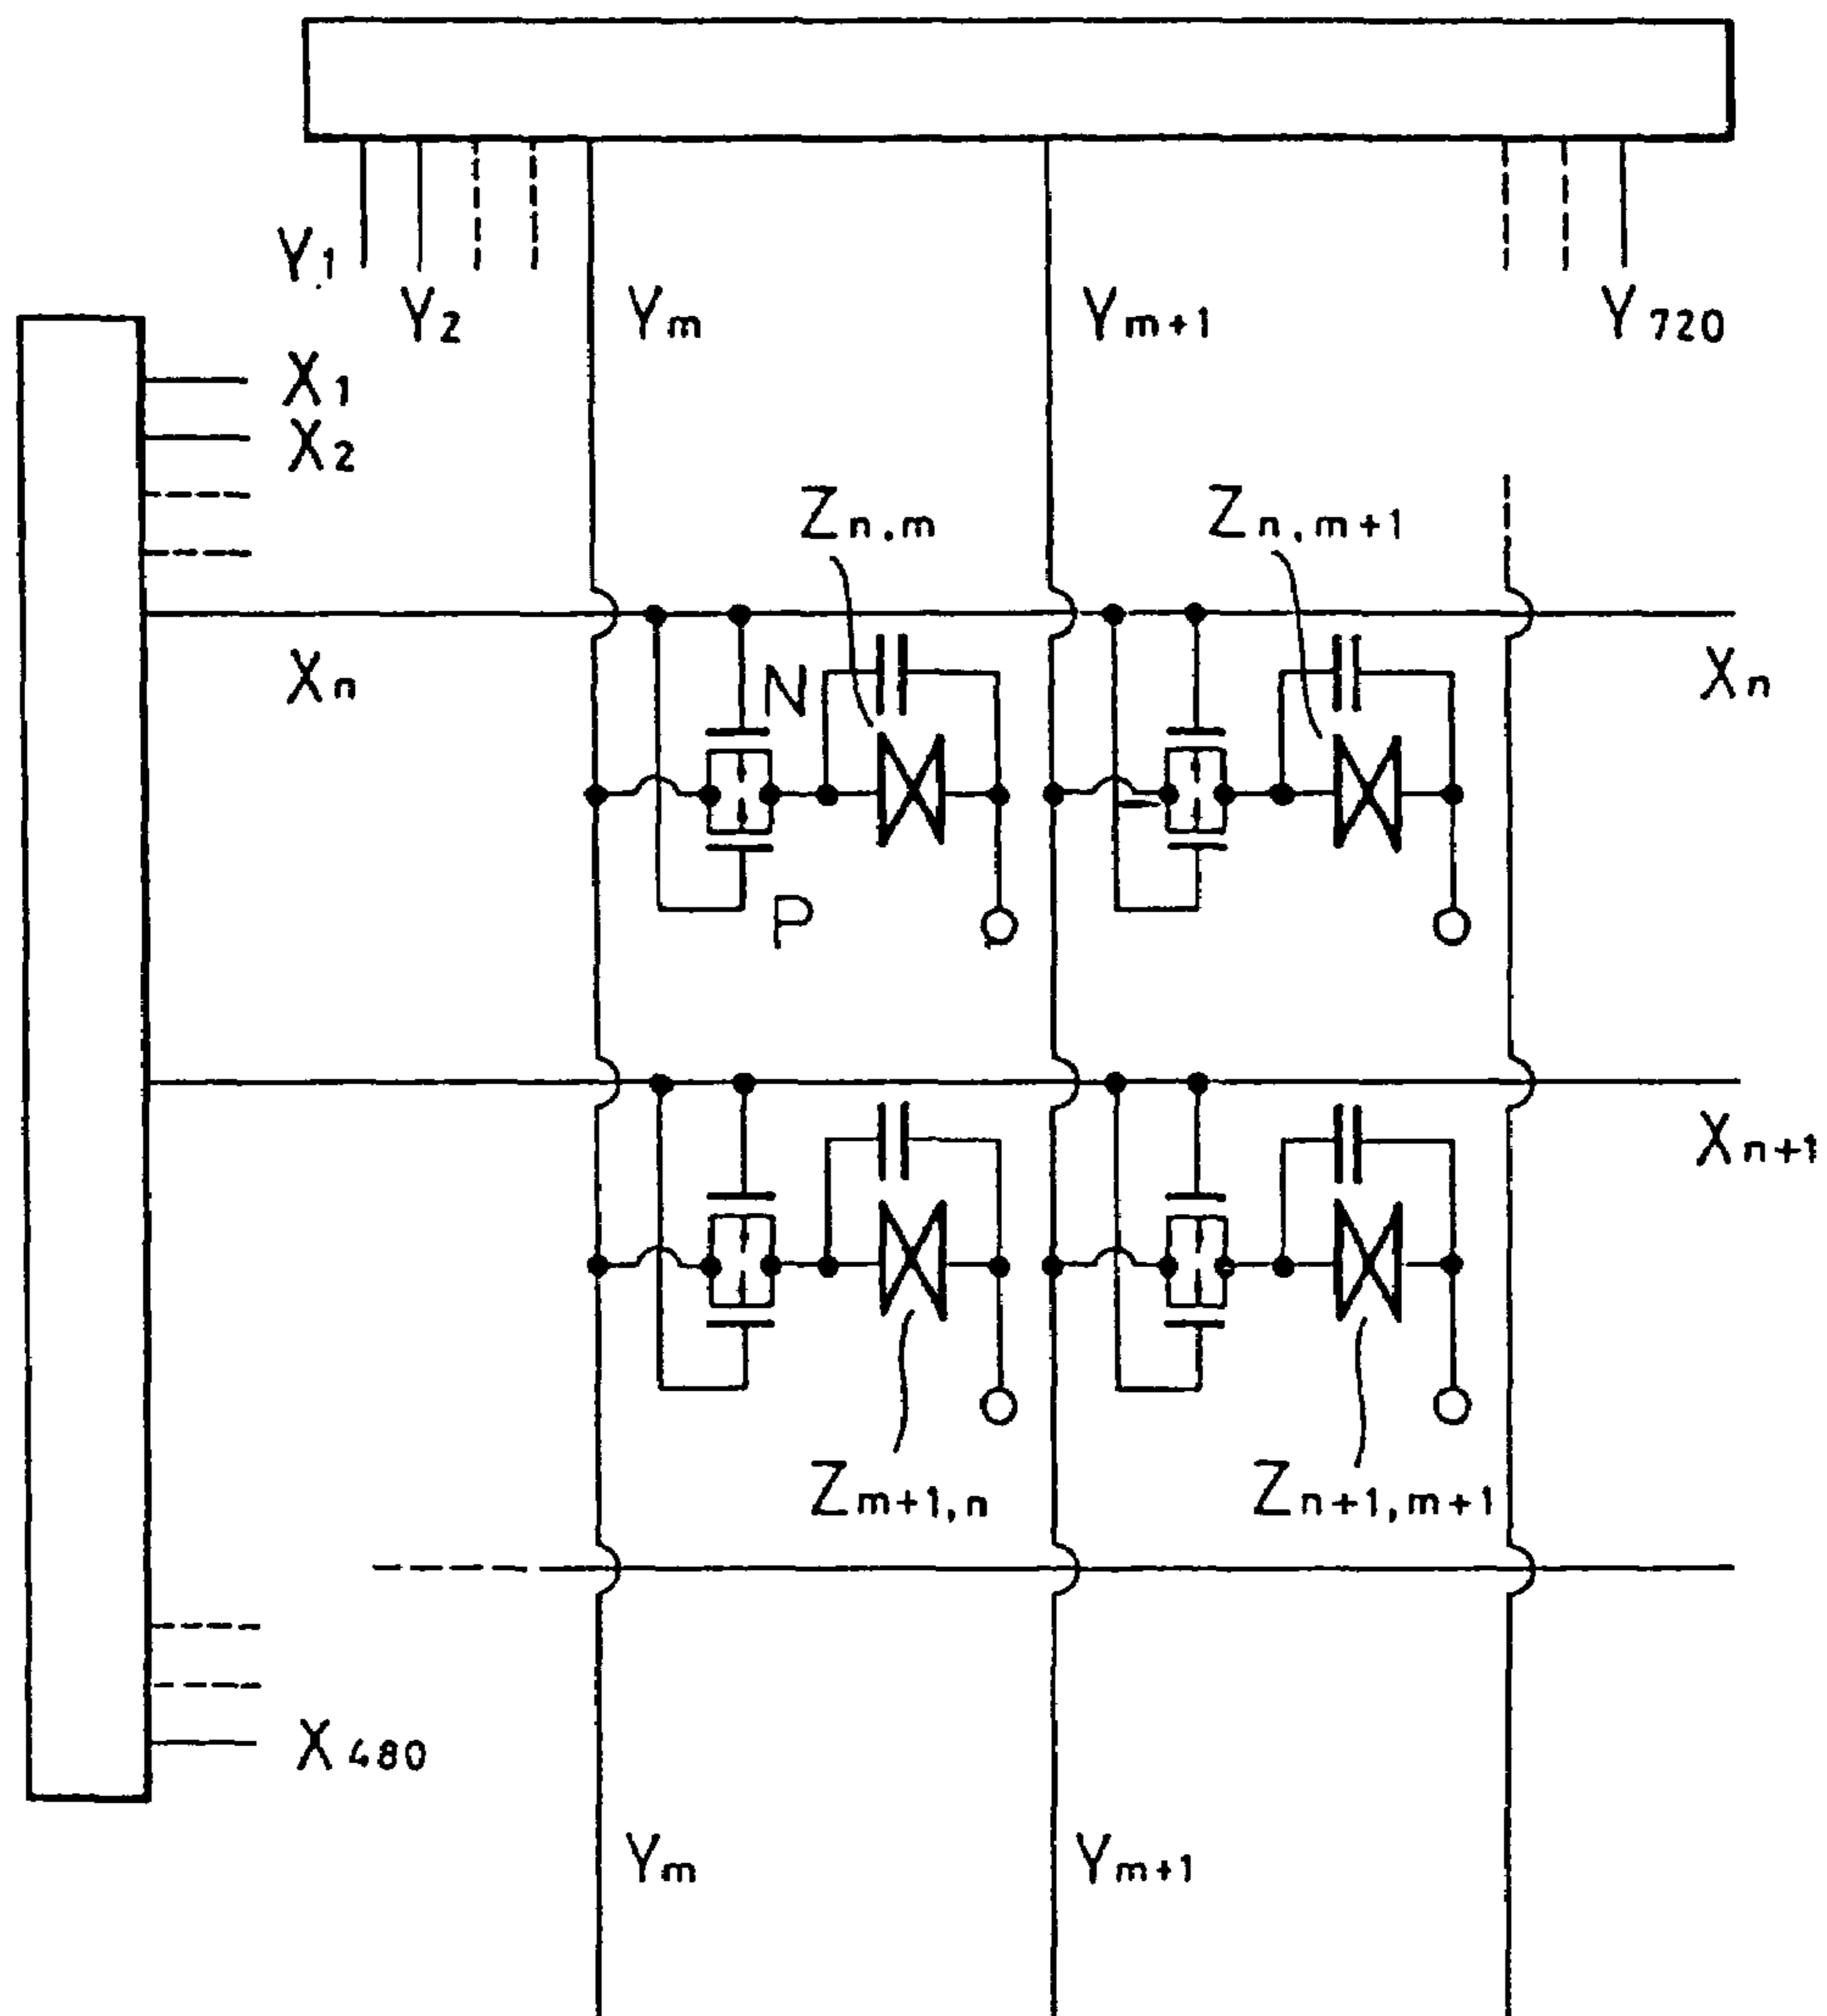 Y1
Y2
Ym
Ym+1
Y720
X1
X2
Zn,m
Zn,m+1
Xn
N
Xn
P
Xn+1
Zm+1,n
Zn+1,m+1
X480
Ym
Ym+1